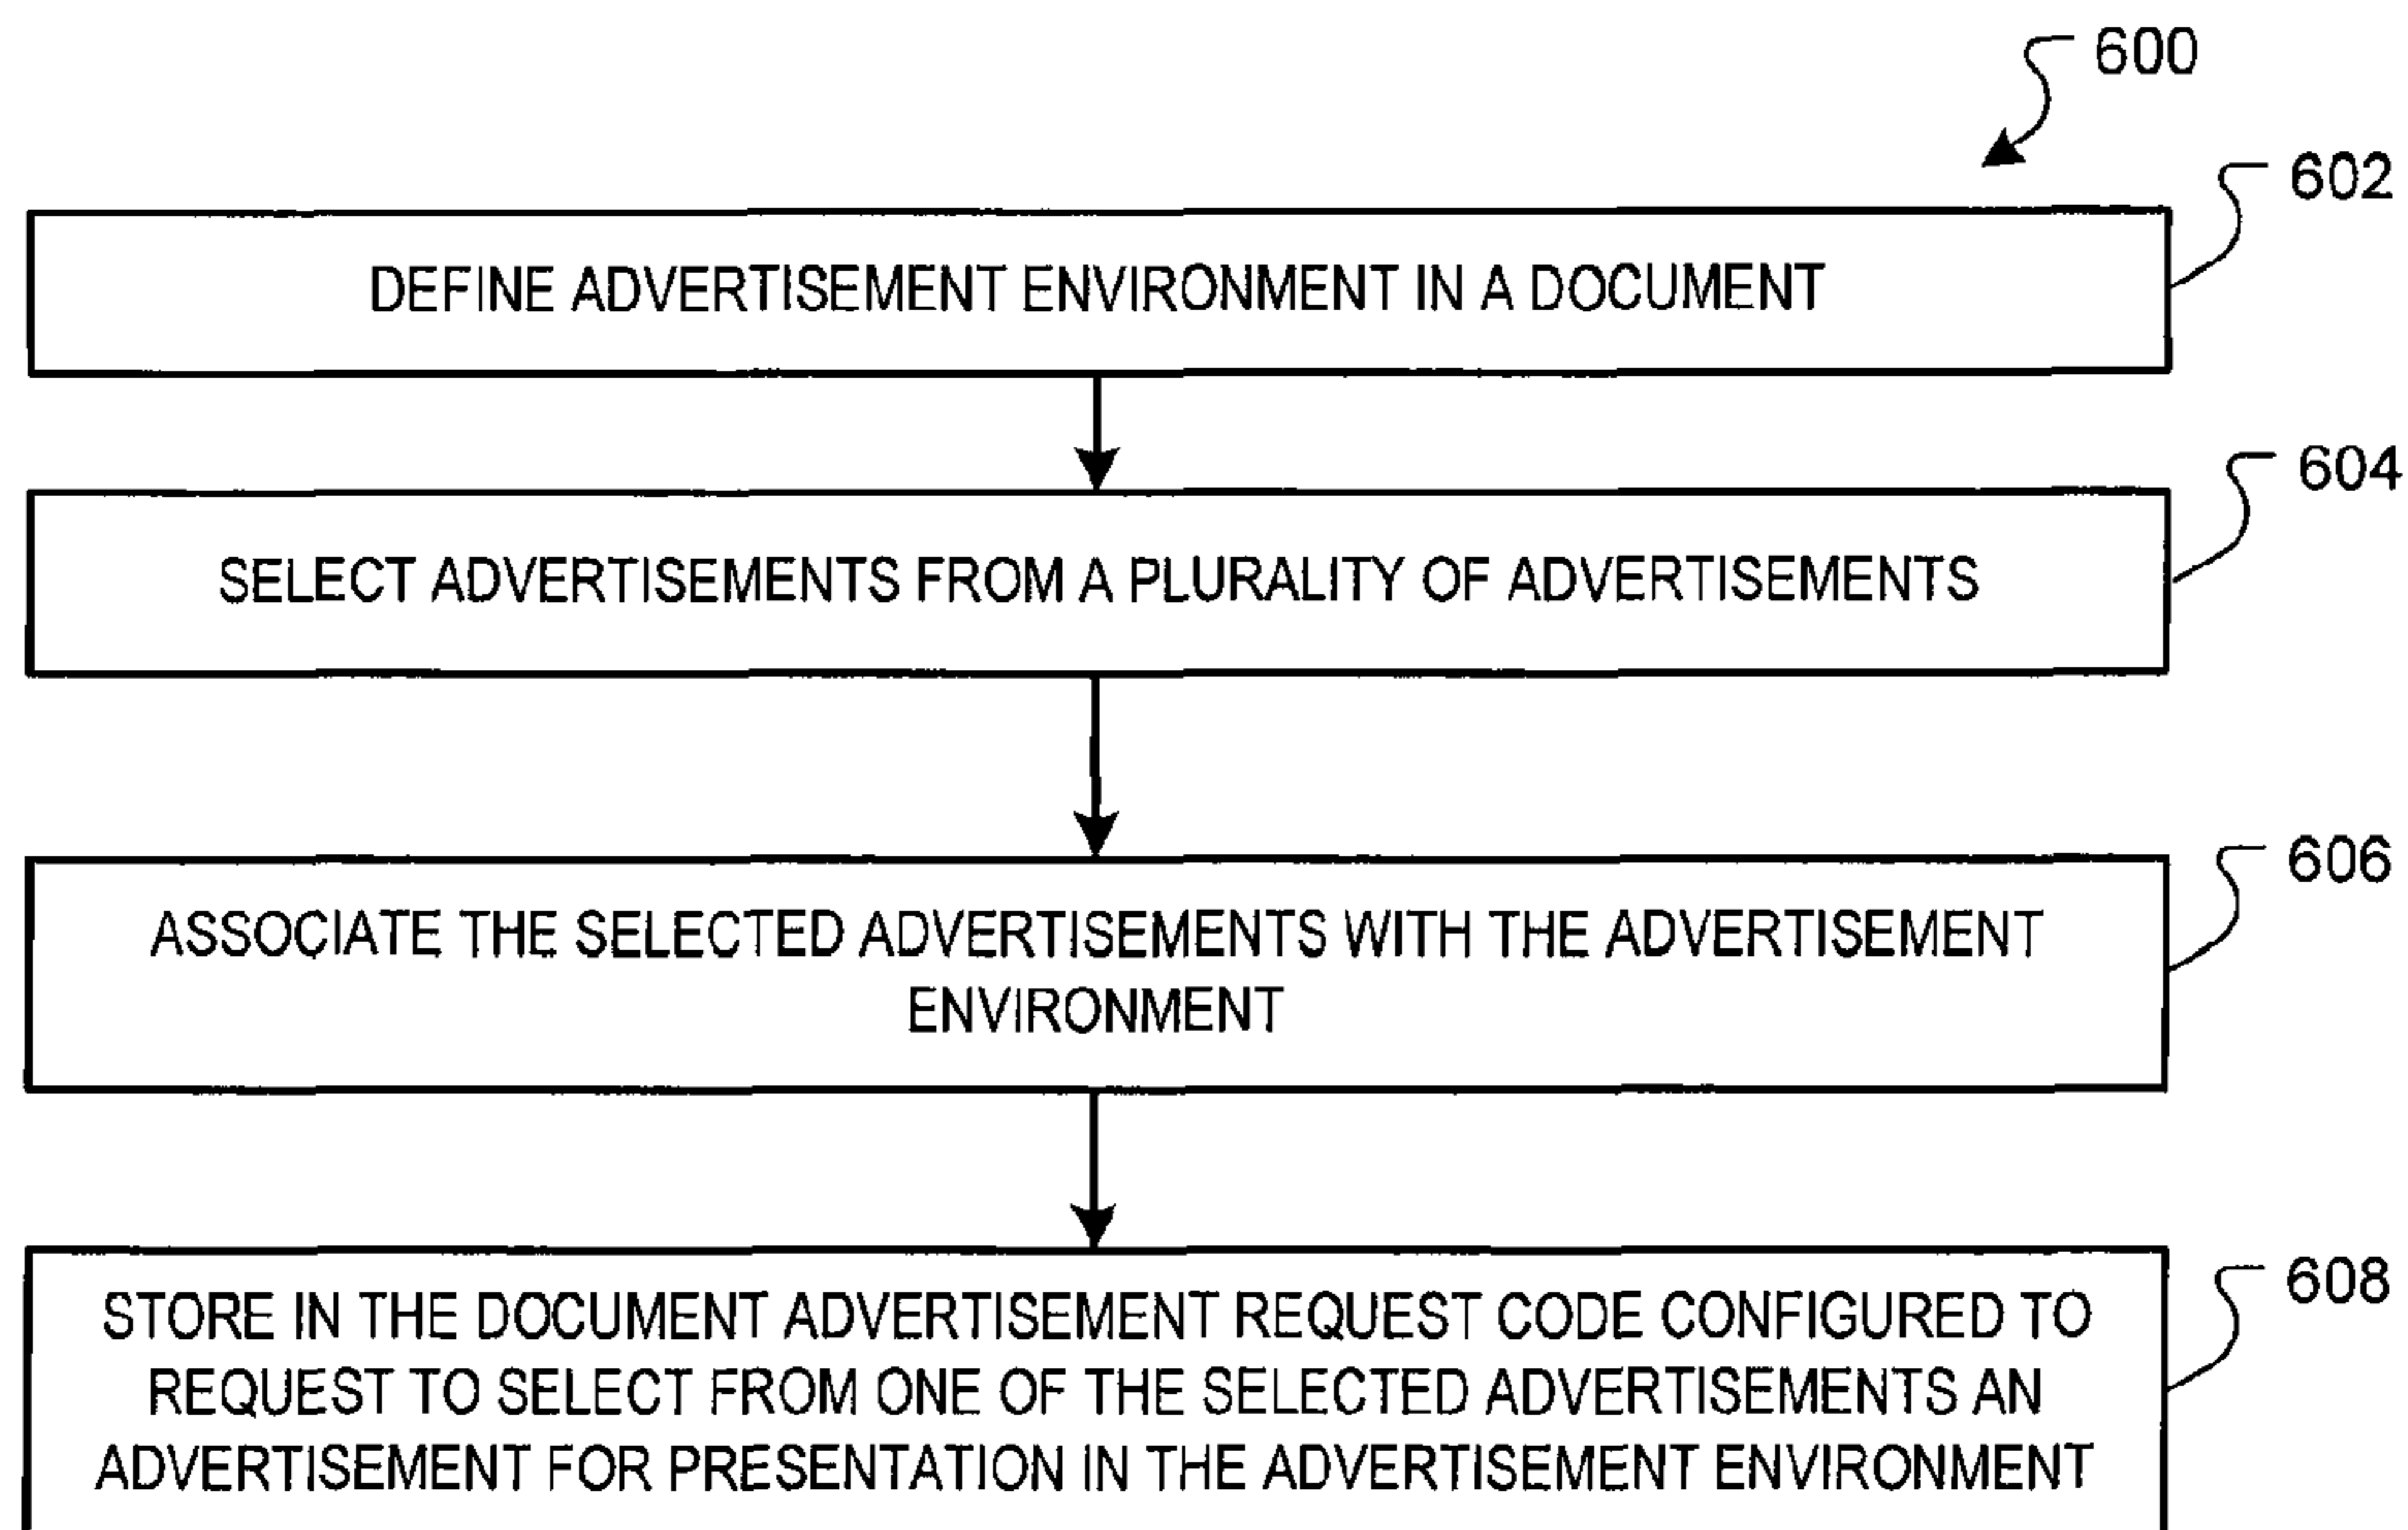 600
602
DEFINE ADVERTISEMENT ENVIRONMENT IN A DOCUMENT
604
SELECT ADVERTISEMENTS FROM A PLURALITY OF ADVERTISEMENTS
606
ASSOCIATE THE SELECTED ADVERTISEMENTS WITH THE ADVERTISEMENT
ENVIRONMENT
608
STORE IN THE DOCUMENT ADVERTISEMENT REQUEST CODE CONFIGURED TO
REQUEST TO SELECT FROM ONE OF THE SELECTED ADVERTISEMENTS AN
ADVERTISEMENT FOR PRESENTATION IN THE ADVERTISEMENT ENVIRONMENT